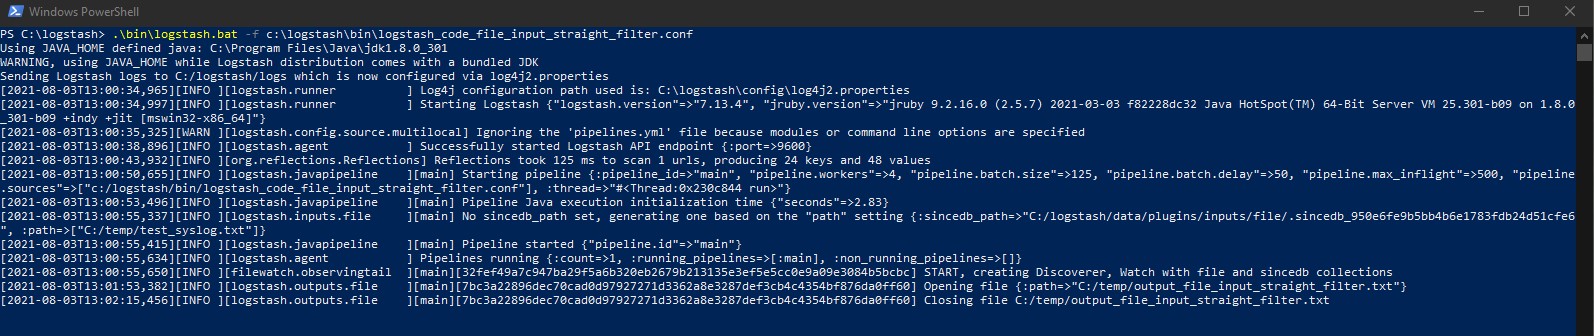 Windows PowerShell
PS C:\logstash> .\bin\logstash.bat -f c:\logstash\bin\logstash_code_file_input_straight_filter.conf
Using JAVA_HOME defined java: C:\Program Files\Java\jdk1.8.0_301
WARNING, using JAVA_HOME while Logstash distribution comes with a bundled JDK
Sending Logstash logs to C:/logstash/logs which is now configured via log4j2.properties
[2021-08-03T13:00:34,965][INFO ][logstash.runner          ] Log4j configuration path used is: C:\logstash\config\log4j2.properties
[2021-08-03T13:00:34,997][INFO ][logstash.runner          ] Starting Logstash {"logstash.version"=>"7.13.4", "jruby.version"=>"jruby 9.2.16.0 (2.5.7) 2021-03-03 f82228dc32 Java HotSpot(TM) 64-Bit Server VM 25.301-b09 on 1.8.0
_301-b09 +indy +jit [mswin32-x86_64]"}
[2021-08-03T13:00:35,325][WARN ][logstash.config.source.multilocal] Ignoring the 'pipelines.yml' file because modules or command line options are specified
[2021-08-03T13:00:38,896][INFO ][logstash.agent           ] Successfully started Logstash API endpoint {:port=>9600}
[2021-08-03T13:00:43,932][INFO ][org.reflections.Reflections] Reflections took 125 ms to scan 1 urls, producing 24 keys and 48 values
[2021-08-03T13:00:50,655][INFO ][logstash.javapipeline    ][main] Starting pipeline {:pipeline_id=>"main", "pipeline.workers"=>4, "pipeline.batch.size"=>125, "pipeline.batch.delay"=>50, "pipeline.max_inflight"=>500, "pipeline
.sources"=>["c:/logstash/bin/logstash_code_file_input_straight_filter.conf"], :thread=>"#<Thread:0x230c844 run>"}
[2021-08-03T13:00:53,496][INFO ][logstash.javapipeline    ][main] Pipeline Java execution initialization time {"seconds"=>2.83}
[2021-08-03T13:00:55,337][INFO ][logstash.inputs.file     ][main] No sincedb_path set, generating one based on the "path" setting {:sincedb_path=>"C:/logstash/data/plugins/inputs/file/.sincedb_950e6fe9b5bb4b6e1783fdb24d51cfe6
", :path=>["C:/temp/test_syslog.txt"]}
[2021-08-03T13:00:55,415][INFO ][logstash.javapipeline    ][main] Pipeline started {"pipeline.id"=>"main"}
[2021-08-03T13:00:55,634][INFO ][logstash.agent           ] Pipelines running {:count=>1, :running_pipelines=>[:main], :non_running_pipelines=>[]}
[2021-08-03T13:00:55,650][INFO ][filewatch.observingtail  ][main][32fef49a7c947ba29f5a6b320eb2679b213135e3ef5e5cc0e9a09e3084b5bcbc] START, creating Discoverer, Watch with file and sincedb collections
[2021-08-03T13:01:53,382][INFO ][logstash.outputs.file    ][main][7bc3a22896dec70cad0d97927271d3362a8e3287def3cb4c4354bf876da0ff60] Opening file {:path=>"C:/temp/output_file_input_straight_filter.txt"}
[2021-08-03T13:02:15,456][INFO ][logstash.outputs.file    ][main][7bc3a22896dec70cad0d97927271d3362a8e3287def3cb4c4354bf876da0ff60] Closing file C:/temp/output_file_input_straight_filter.txt